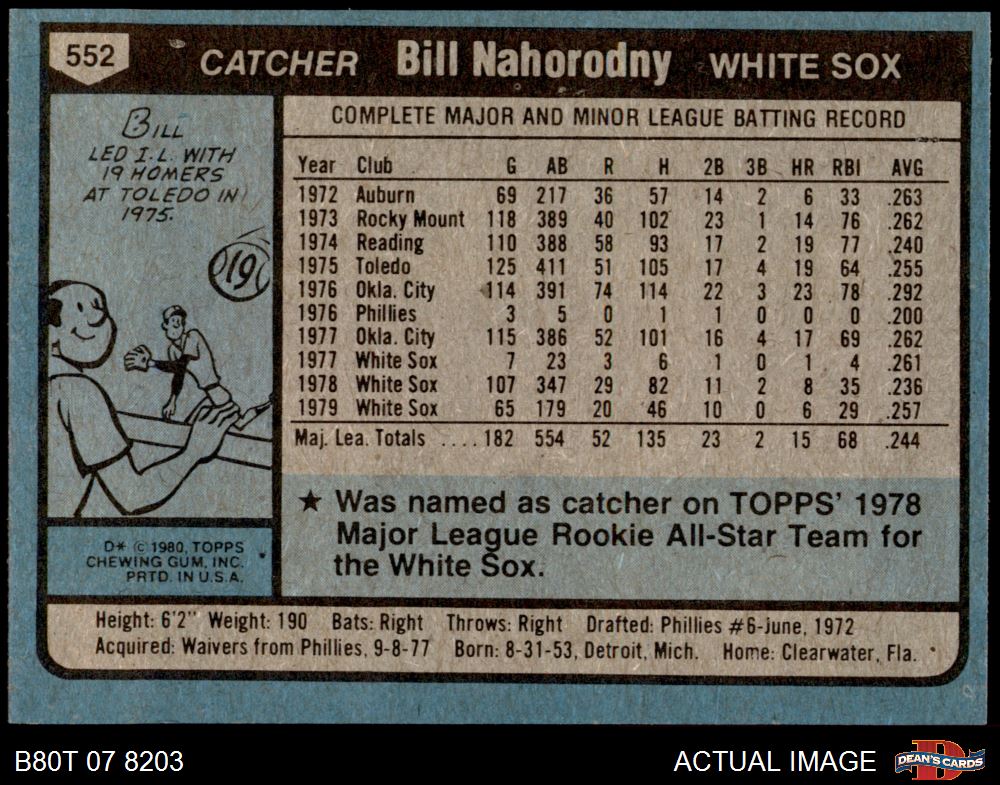 552 CATCHER Bill Nahorodny WHITE SOX
BILL
LED I.L. WITH
19 HOMERS
AT TOLEDO IN
1975.
19
D* © 1980, TOPPS
CHEWING GUM, INC.
PRTD. IN U.S.A.
COMPLETE MAJOR AND MINOR LEAGUE BATTING RECORD
Year Club G AB R H 2B 3B HR RBI AVG
1972 Auburn 69 217 36 57 14 2 6 33 .263
1973 Rocky Mount 118 389 40 102 23 1 14 76 .262
1974 Reading 110 388 58 93 17 2 19 77 .240
1975 Toledo 125 411 51 105 17 4 19 64 .255
1976 Okla. City 114 391 74 114 22 3 23 78 .292
1976 Phillies 3 5 0 1 1 0 0 0 .200
1977 Okla. City 115 386 52 101 16 4 17 69 .262
1977 White Sox 7 23 3 6 1 0 1 4 .261
1978 White Sox 107 347 29 82 11 2 8 35 .236
1979 White Sox 65 179 20 46 10 0 6 29 .257
Maj. Lea. Totals ....182 554 52 135 23 2 15 68 .244
★ Was named as catcher on TOPPS' 1978
Major League Rookie All-Star Team for
the White Sox.
Height: 6'2" Weight: 190 Bats: Right Throws: Right Drafted: Phillies #6-June, 1972
Acquired: Waivers from Phillies, 9-8-77 Born: 8-31-53, Detroit, Mich. Home: Clearwater, Fla.
B80T 07 8203 ACTUAL IMAGE D DEAN'S CARDS